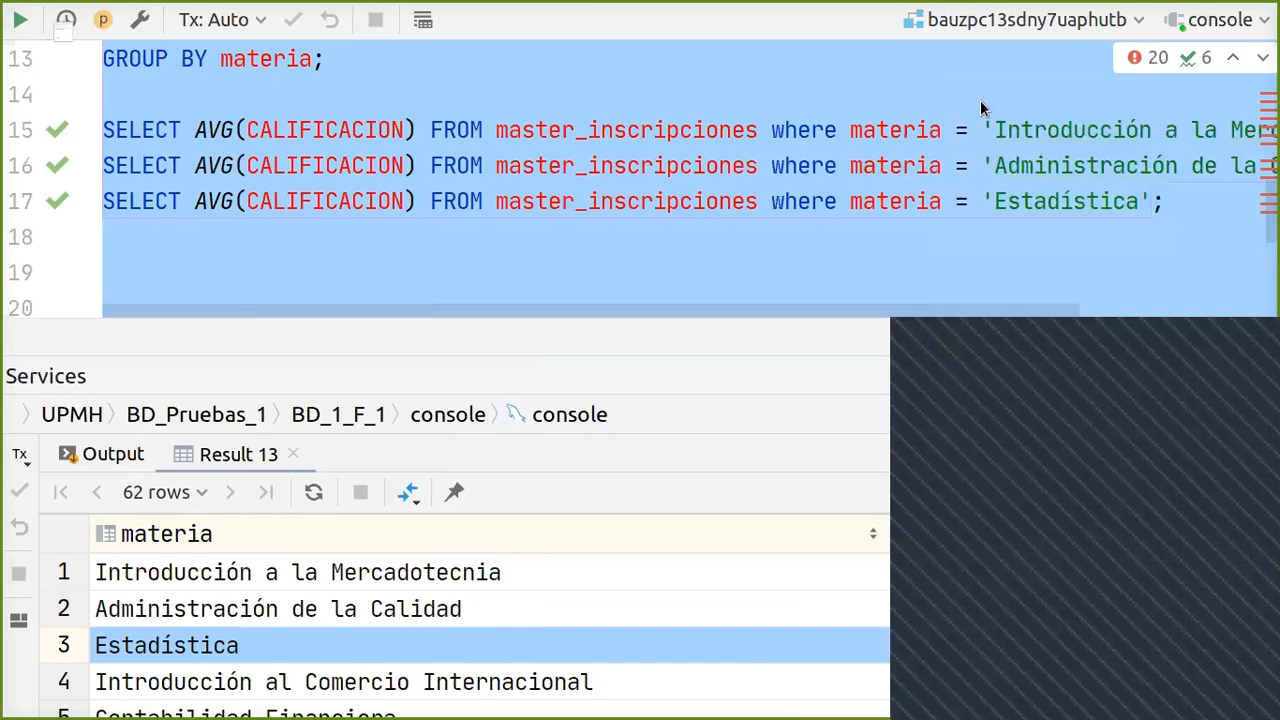 Tx: Auto
bauzpc13sdny7uaphutb
console
13 GROUP BY materia;
20 6
14
15 SELECT AVG(CALIFICACION) FROM master_inscripciones where materia = 'Introducción a la Mer
16 SELECT AVG(CALIFICACION) FROM master_inscripciones where materia = 'Administración de la
17 SELECT AVG(CALIFICACION) FROM master_inscripciones where materia = 'Estadística';
18
19
20
Services
UPMH BD_Pruebas_1 BD_1_F_1 console console
Tx Output Result 13
62 rows
materia
1 Introducción a la Mercadotecnia
2 Administración de la Calidad
3 Estadística
4 Introducción al Comercio Internacional
5 Contabilidad Financiera